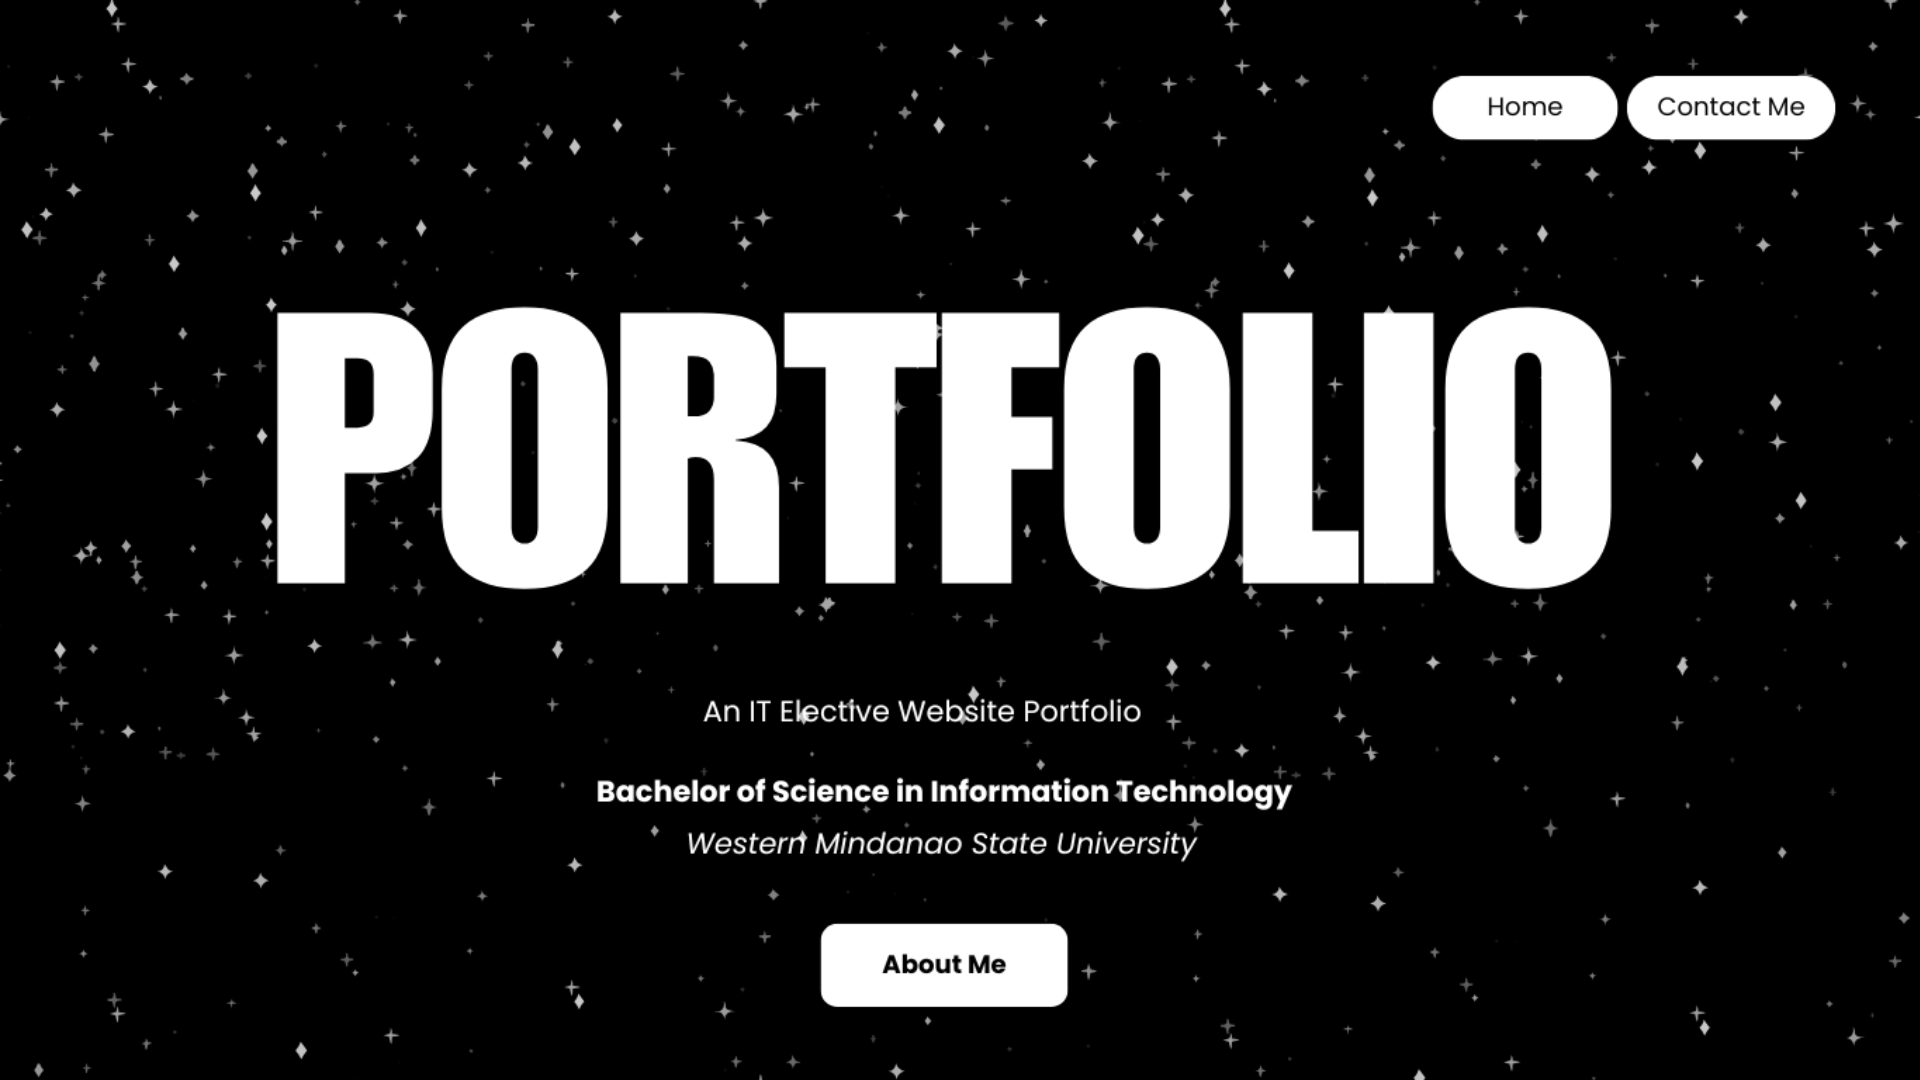 Home
Contact Me
PORTFOLIO
An IT Elective Website Portfolio
Bachelor of Science in Information Technology
Western Mindanao State University
About Me